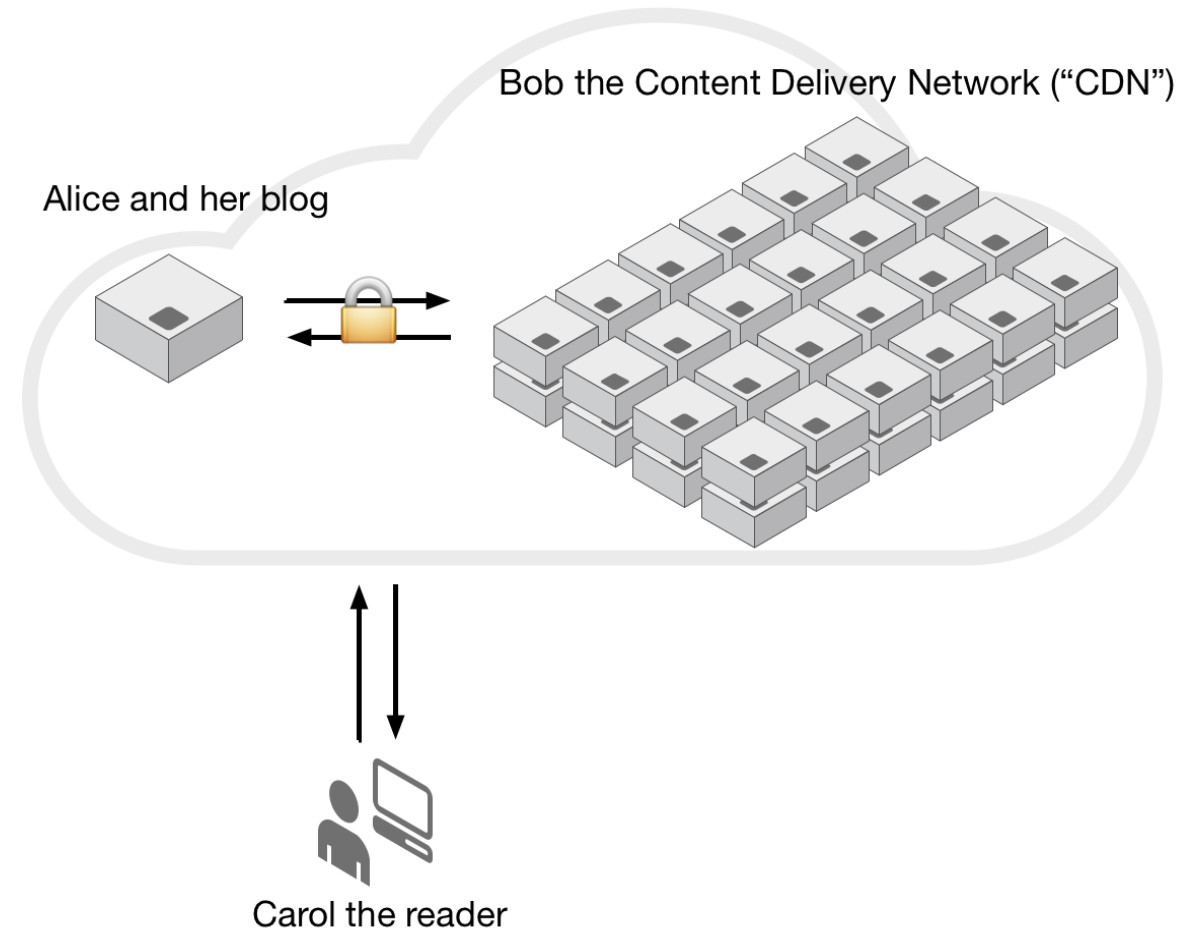 Bob the Content Delivery Network (“CDN”)
Alice and her blog
Carol the reader